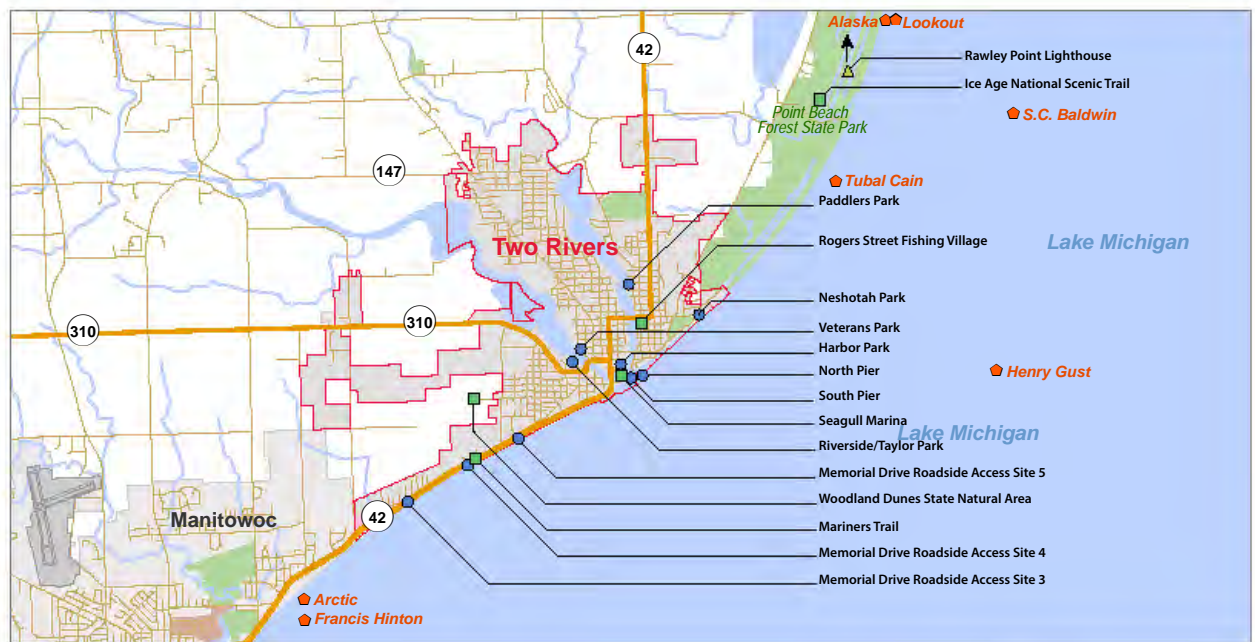 Alaska
Lookout
42
Rawley Point Lighthouse
Ice Age National Scenic Trail
Point Beach
Forest State Park
S.C. Baldwin
147
Tubal Cain
Paddlers Park
Two Rivers
Rogers Street Fishing Village
Lake Michigan
Neshotah Park
310
310
Veterans Park
Harbor Park
North Pier
Henry Gust
South Pier
Seagull Marina
Lake Michigan
Riverside/Taylor Park
Memorial Drive Roadside Access Site 5
Woodland Dunes State Natural Area
Manitowoc
42
Mariners Trail
Memorial Drive Roadside Access Site 4
Memorial Drive Roadside Access Site 3
Arctic
Francis Hinton